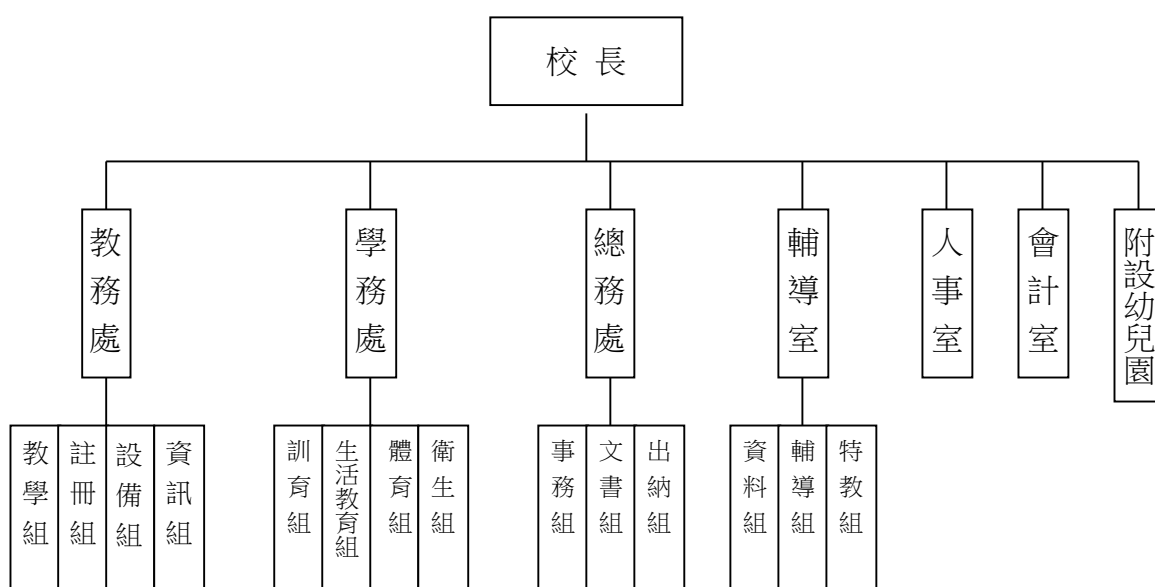 校長
教務處
學務處
總務處
輔導室
人事室
會計室
附設幼兒園
教學組
註冊組
設備組
資訊組
訓育組
生活教育組
體育組
衛生組
事務組
文書組
出納組
資料組
輔導組
特教組